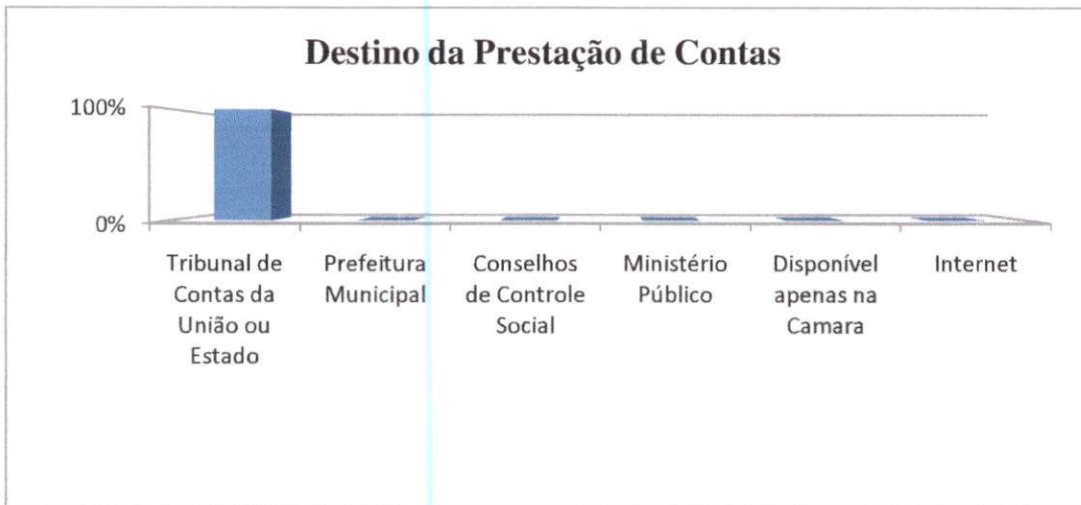 Destino da Prestação de Contas
100%
0%
Tribunal de
Contas da
União ou
Estado
Prefeitura
Municipal
Conselhos
de Controle
Social
Ministério
Público
Disponível
apenas na
Camara
Internet